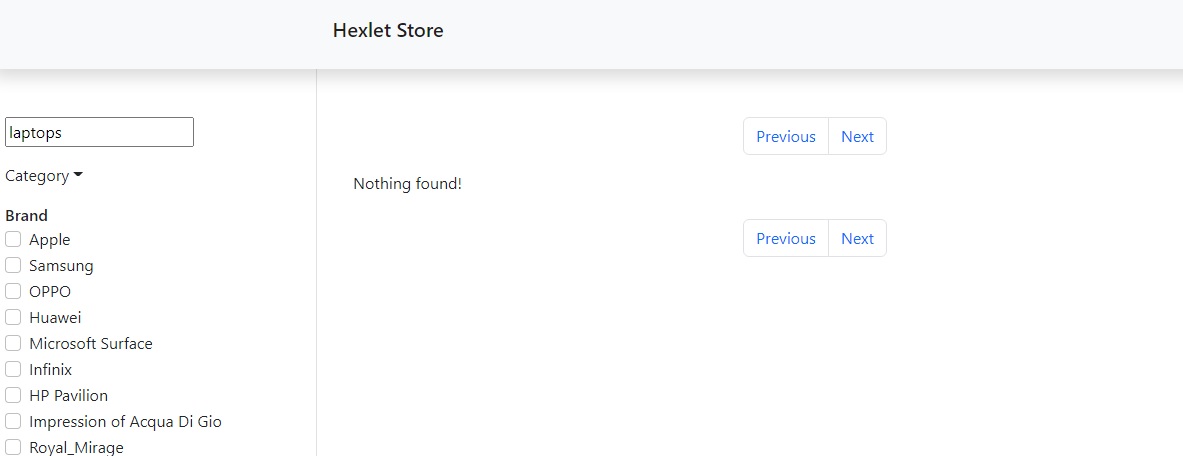 Hexlet Store
laptops
Category
Brand
Apple
Samsung
OPPO
Huawei
Microsoft Surface
Infinix
HP Pavilion
Impression of Acqua Di Gio
Royal_Mirage
Previous Next
Nothing found!
Previous Next